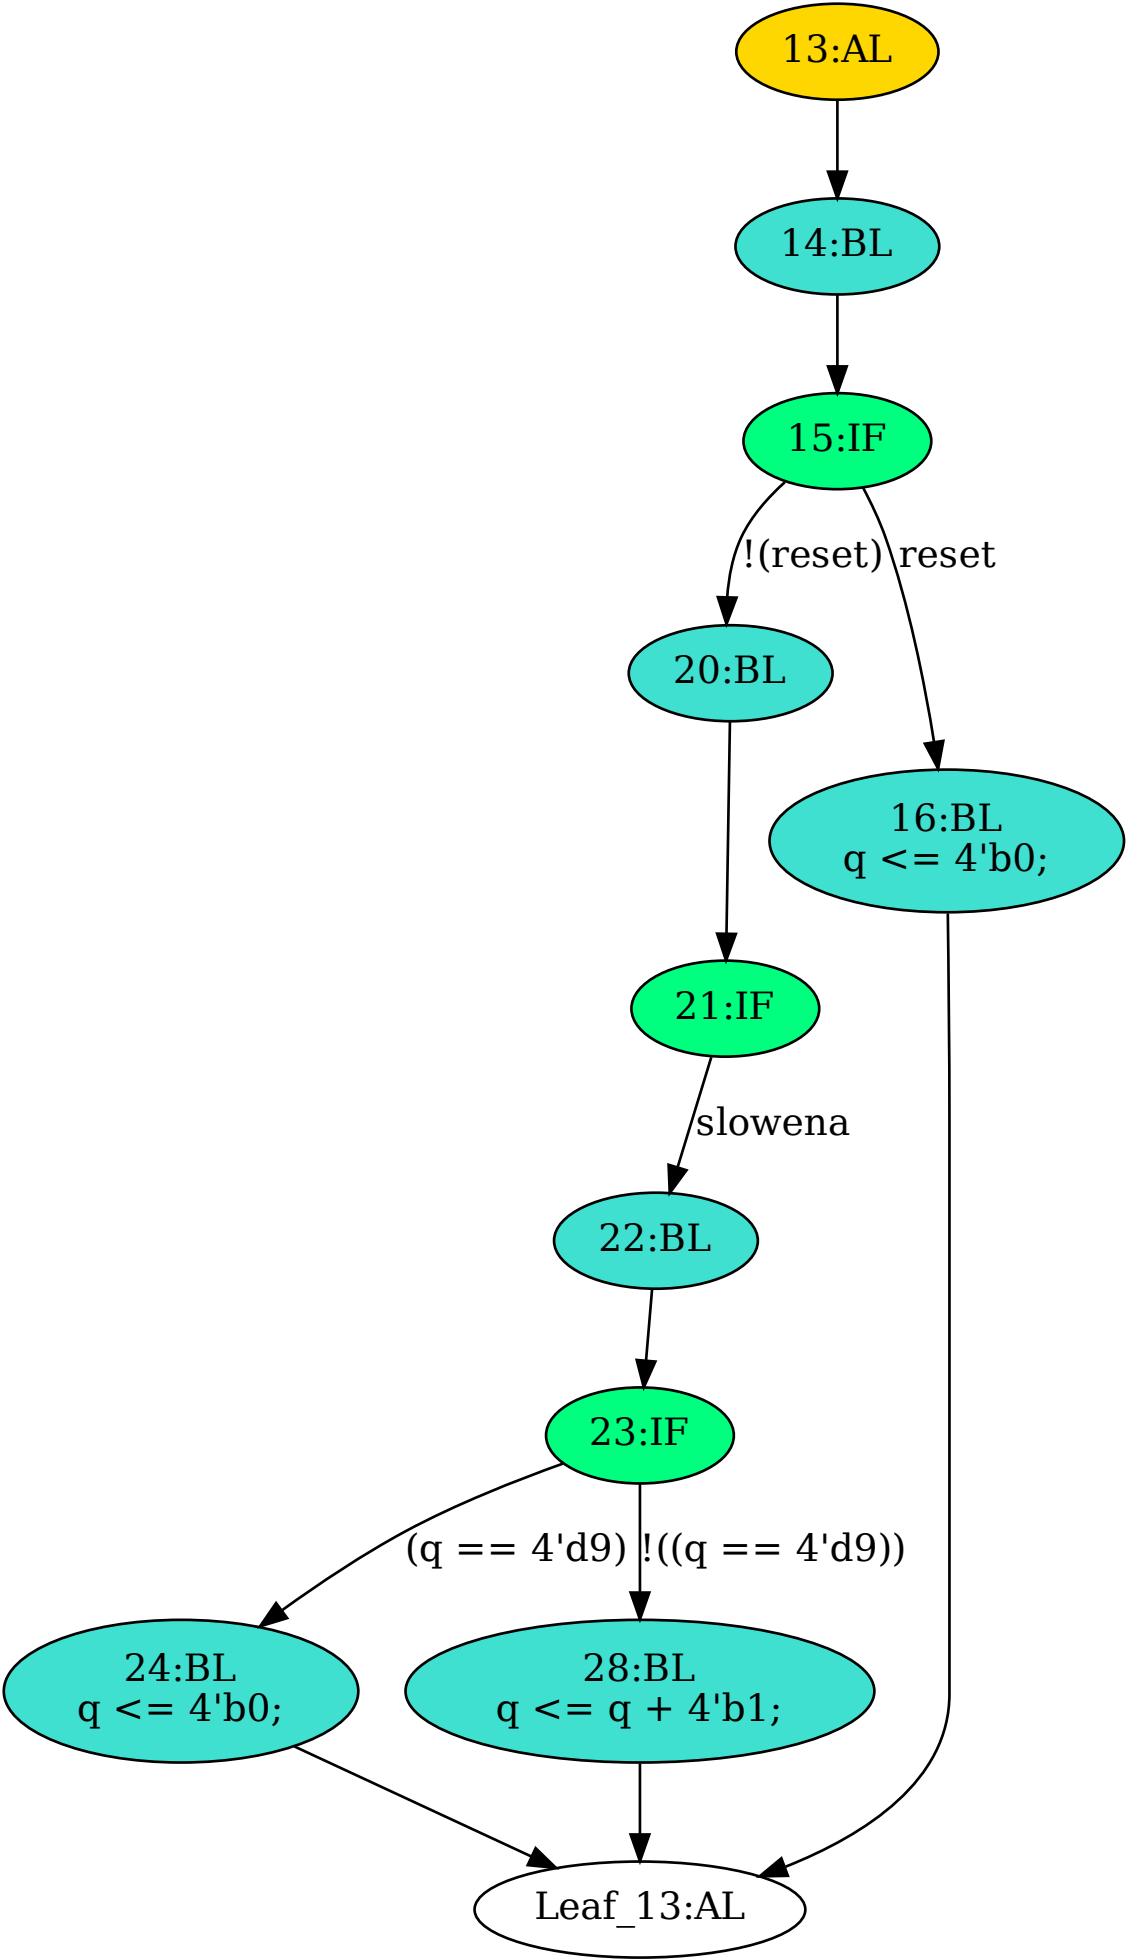 13:AL
14:BL
15:IF
!(reset)
reset
20:BL
16:BL
q <= 4'b0;
21:IF
slowena
22:BL
23:IF
(q == 4'd9)
!((q == 4'd9))
24:BL
q <= 4'b0;
28:BL
q <= q + 4'b1;
Leaf_13:AL